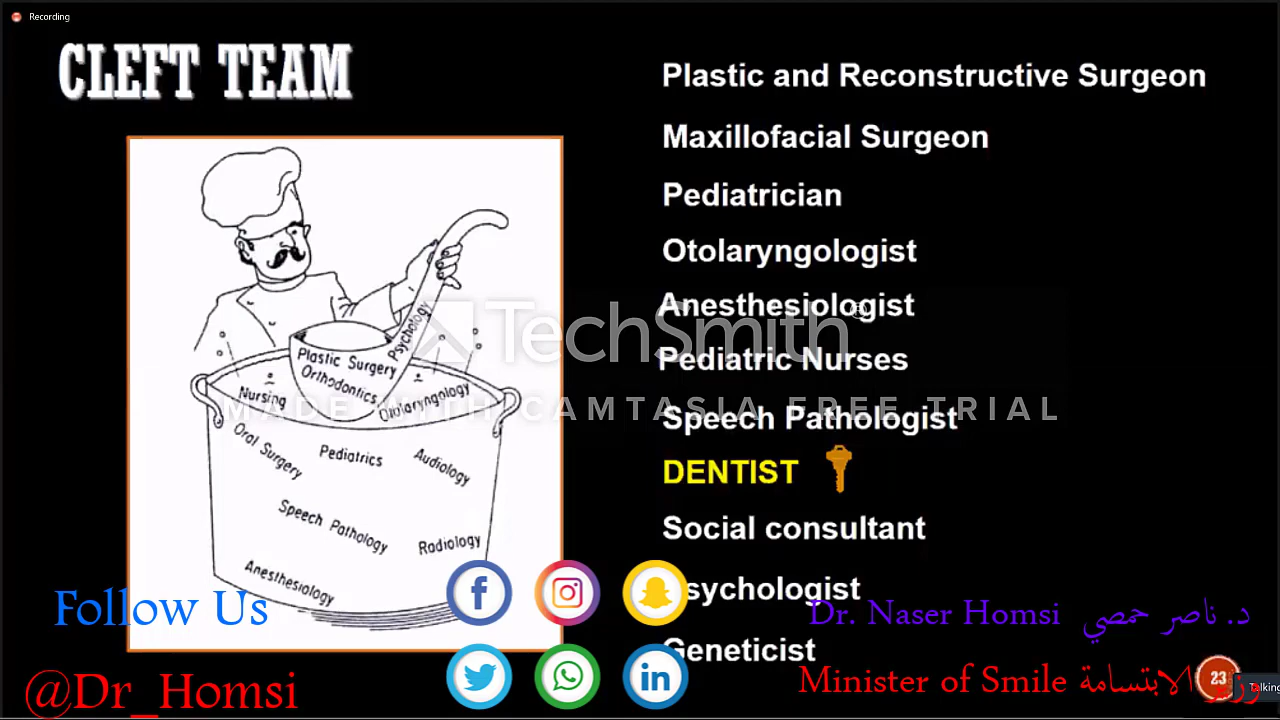 Recording
CLEFT TEAM
Plastic and Reconstructive Surgeon
Maxillofacial Surgeon
Pediatrician
Otolaryngologist
Anesthesiologist
Pediatric Nurses
Speech Pathologist
DENTIST
Social consultant
sychologist
Geneticist
Psychology
Plastic Surgery
Orthodontics
Nursing
Otolaryngology
Oral Surgery
Pediatrics
Audiology
Speech Pathology
Radiology
Anesthesiology
TechSmith
MADE WITH CAMTASIA FREE TRIAL
Follow Us
@Dr_Homsi
Dr. Naser Homsi د. ناصر حمصي
Minister of Smile وزير الابتسامة
23
Talking